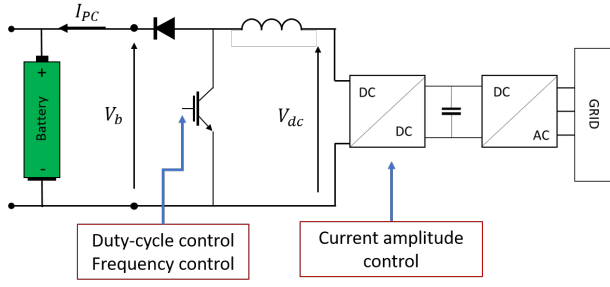 I_PC
+
Battery
-
V_b
V_dc
DC
DC
DC
AC
GRID
Duty-cycle control
Frequency control
Current amplitude
control